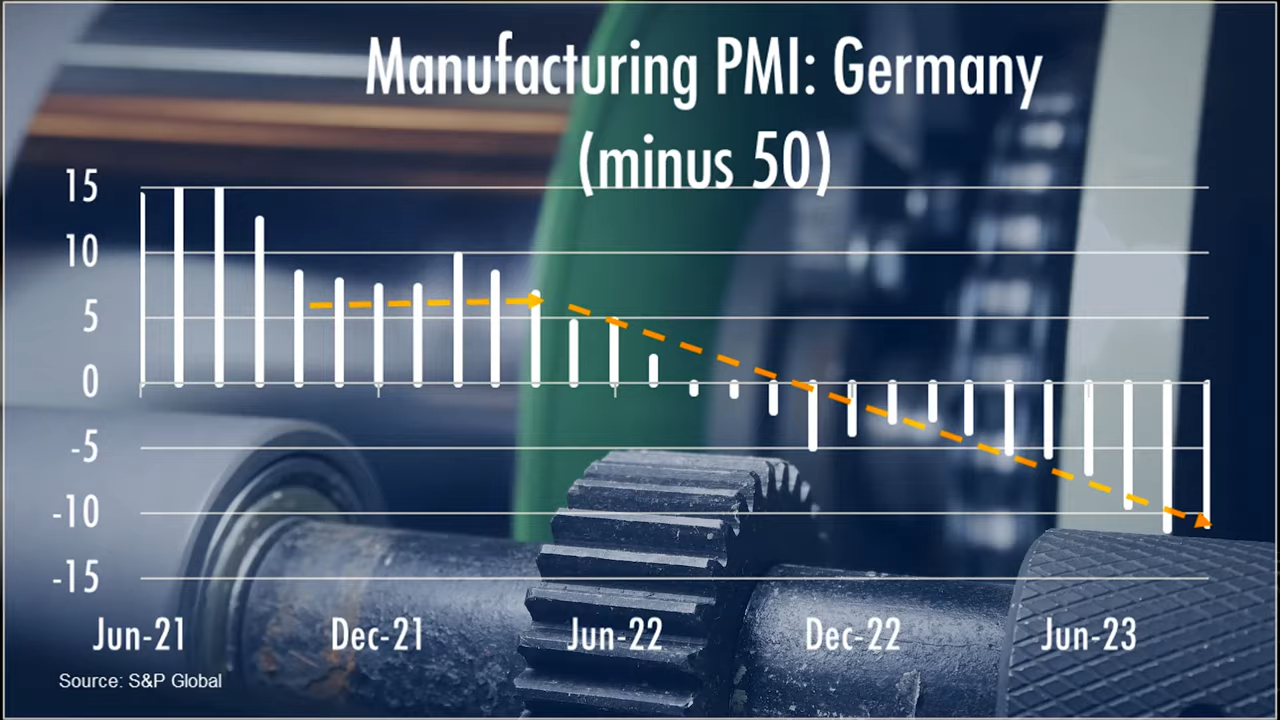 Manufacturing PMI: Germany
(minus 50)
15
10
5
0
-5
-10
-15
Jun-21 Dec-21 Jun-22 Dec-22 Jun-23
Source: S&P Global